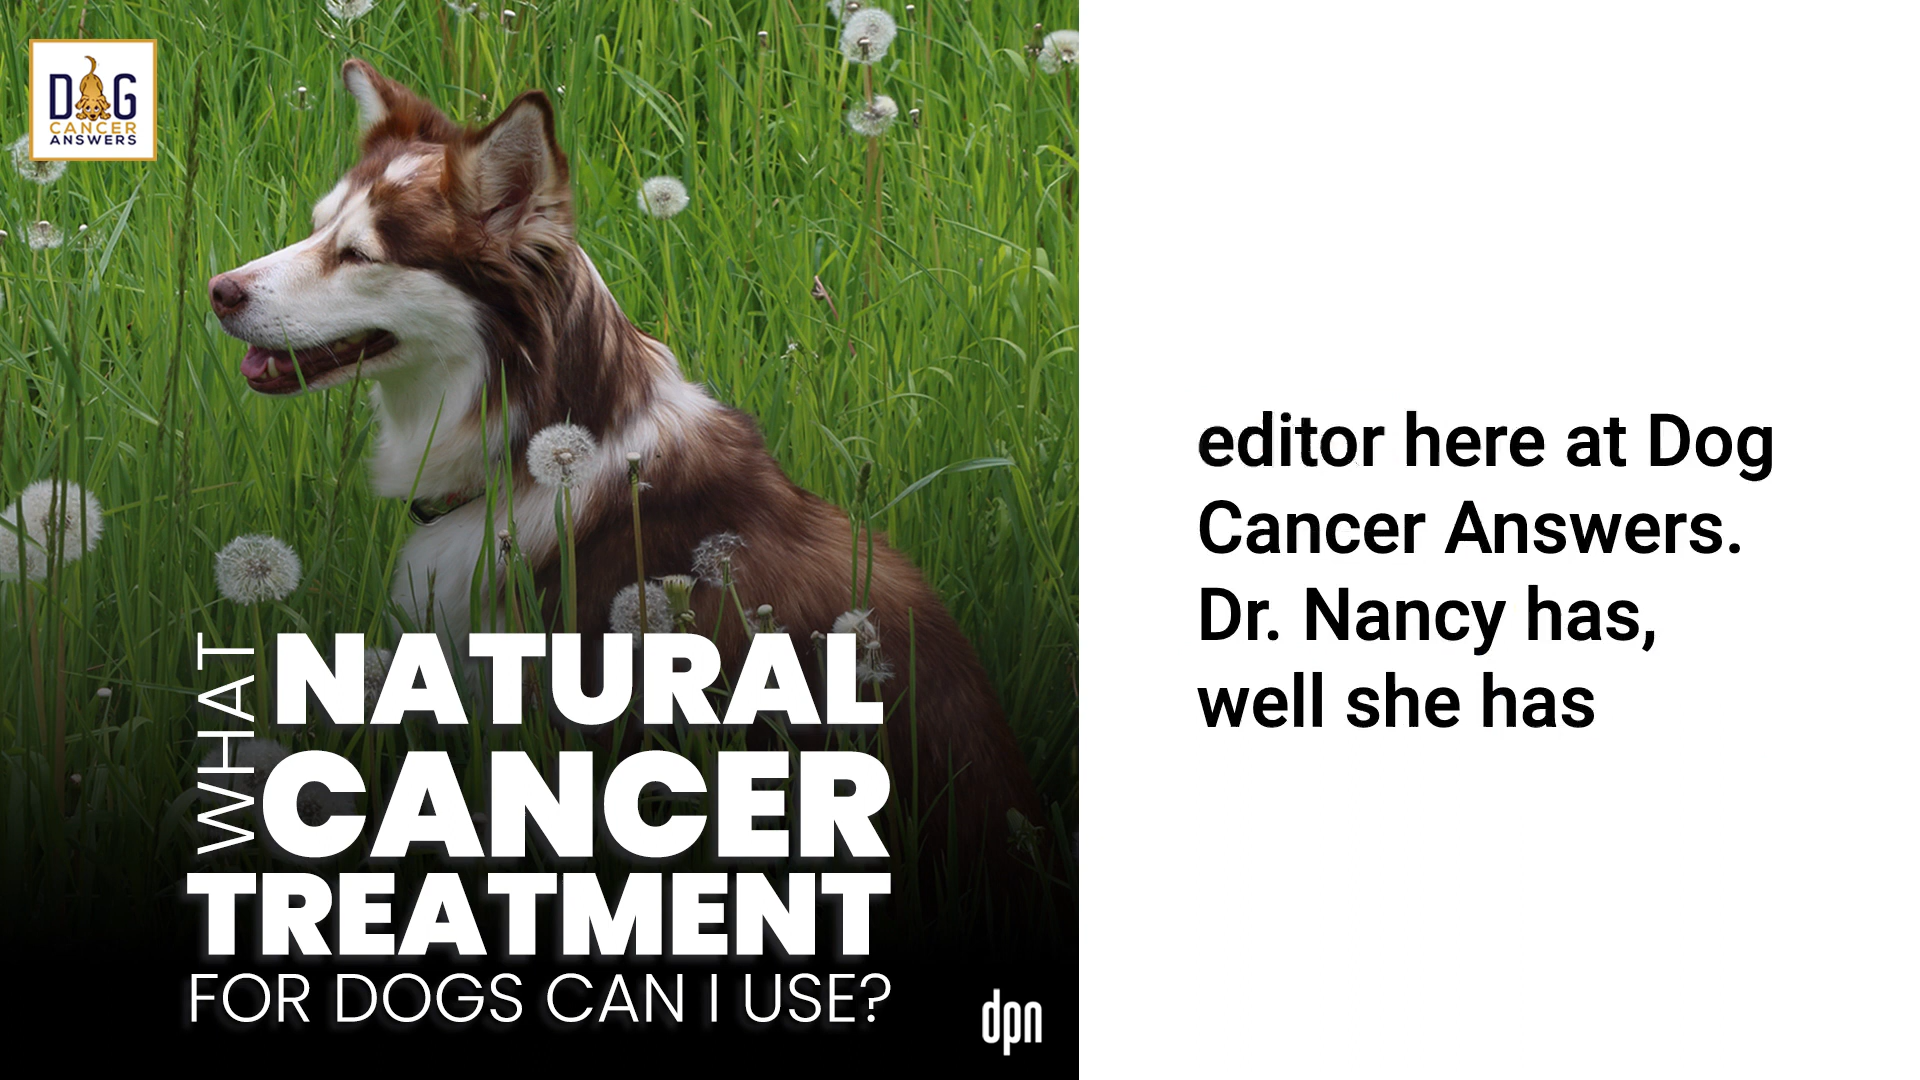 DOG
CANCER
ANSWERS
WHAT
NATURAL
CANCER
TREATMENT
FOR DOGS CAN I USE?
dpn
editor here at Dog
Cancer Answers.
Dr. Nancy has,
well she has